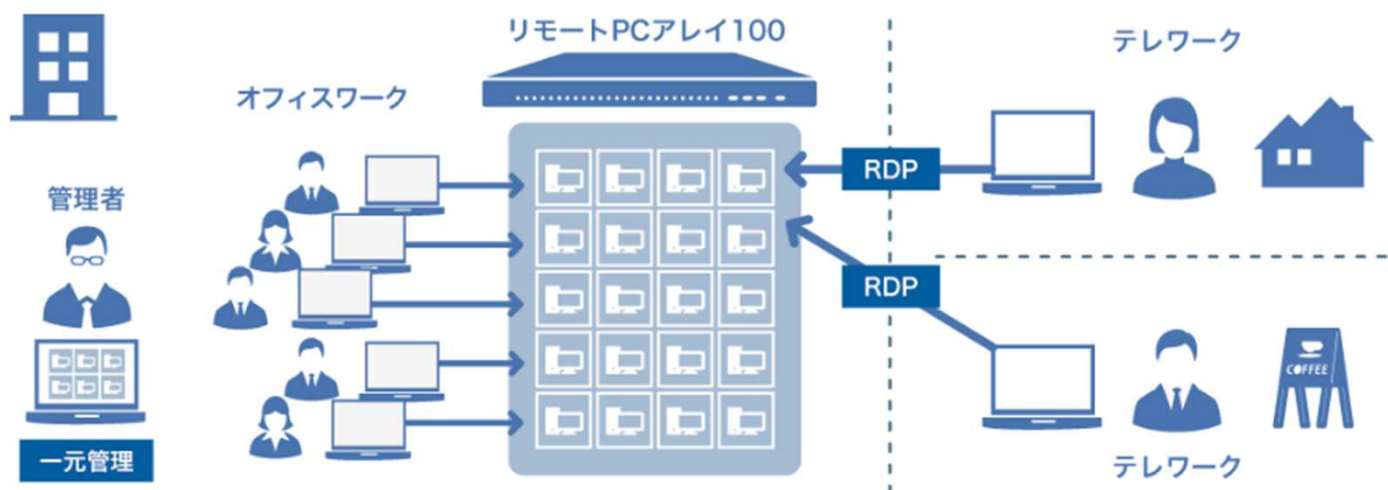 リモートPCアレイ100
オフィスワーク
管理者
一元管理
RDP
RDP
テレワーク
COFFEE
テレワーク